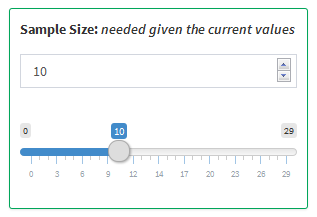 Sample Size: needed given the current values
10
0 10 29
0 3 6 9 12 14 17 20 23 26 29